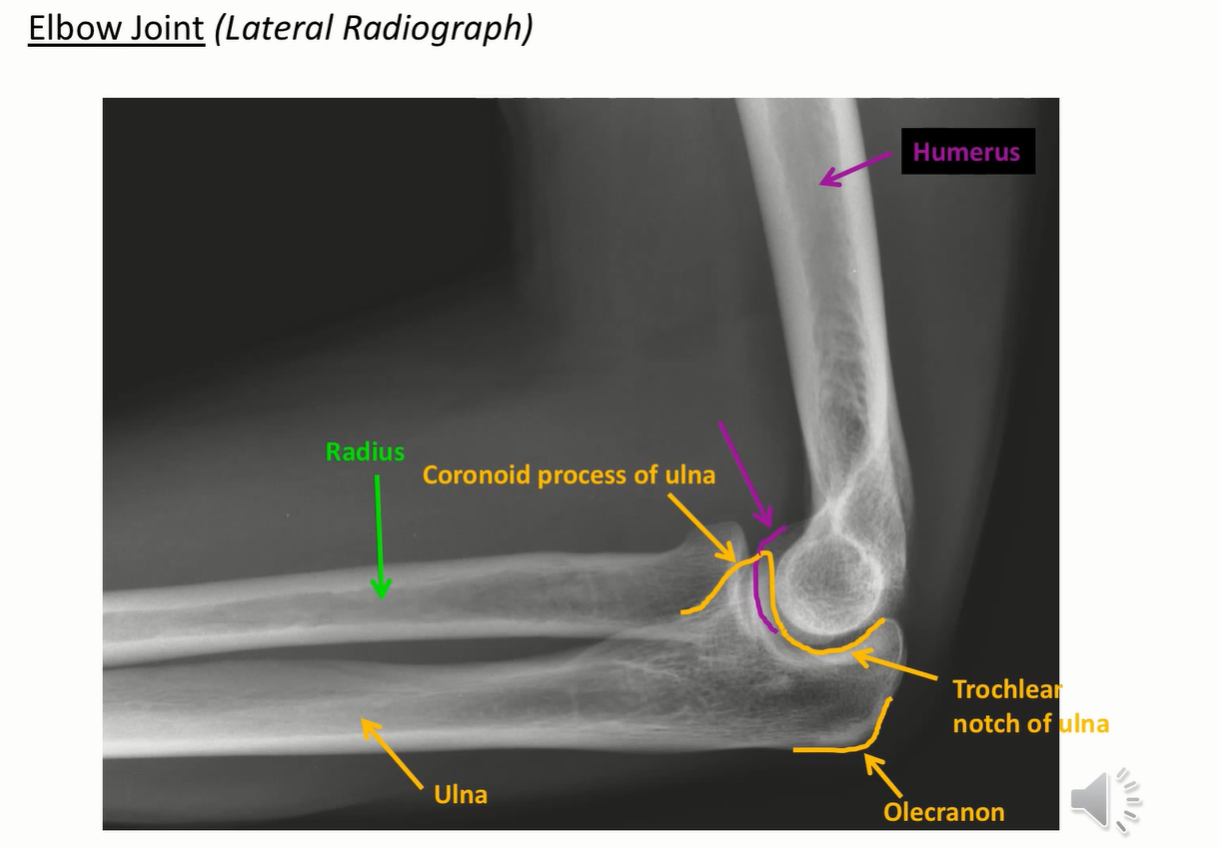 Elbow Joint (Lateral Radiograph)
Humerus
Radius
Coronoid process of ulna
Trochlear
notch of ulna
Ulna
Olecranon